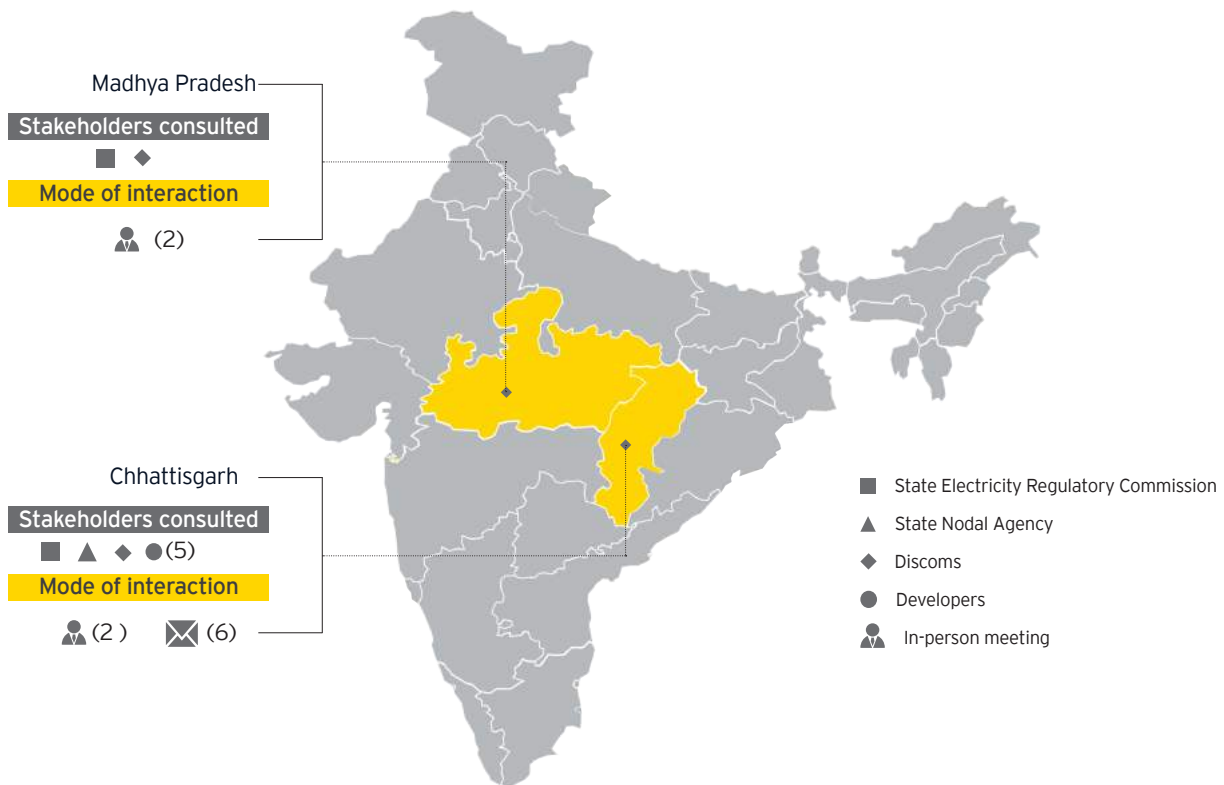 Madhya Pradesh
Stakeholders consulted
Mode of interaction
(2)
Chhattisgarh
Stakeholders consulted
(5)
Mode of interaction
(2 ) (6)
State Electricity Regulatory Commission
State Nodal Agency
Discoms
Developers
In-person meeting